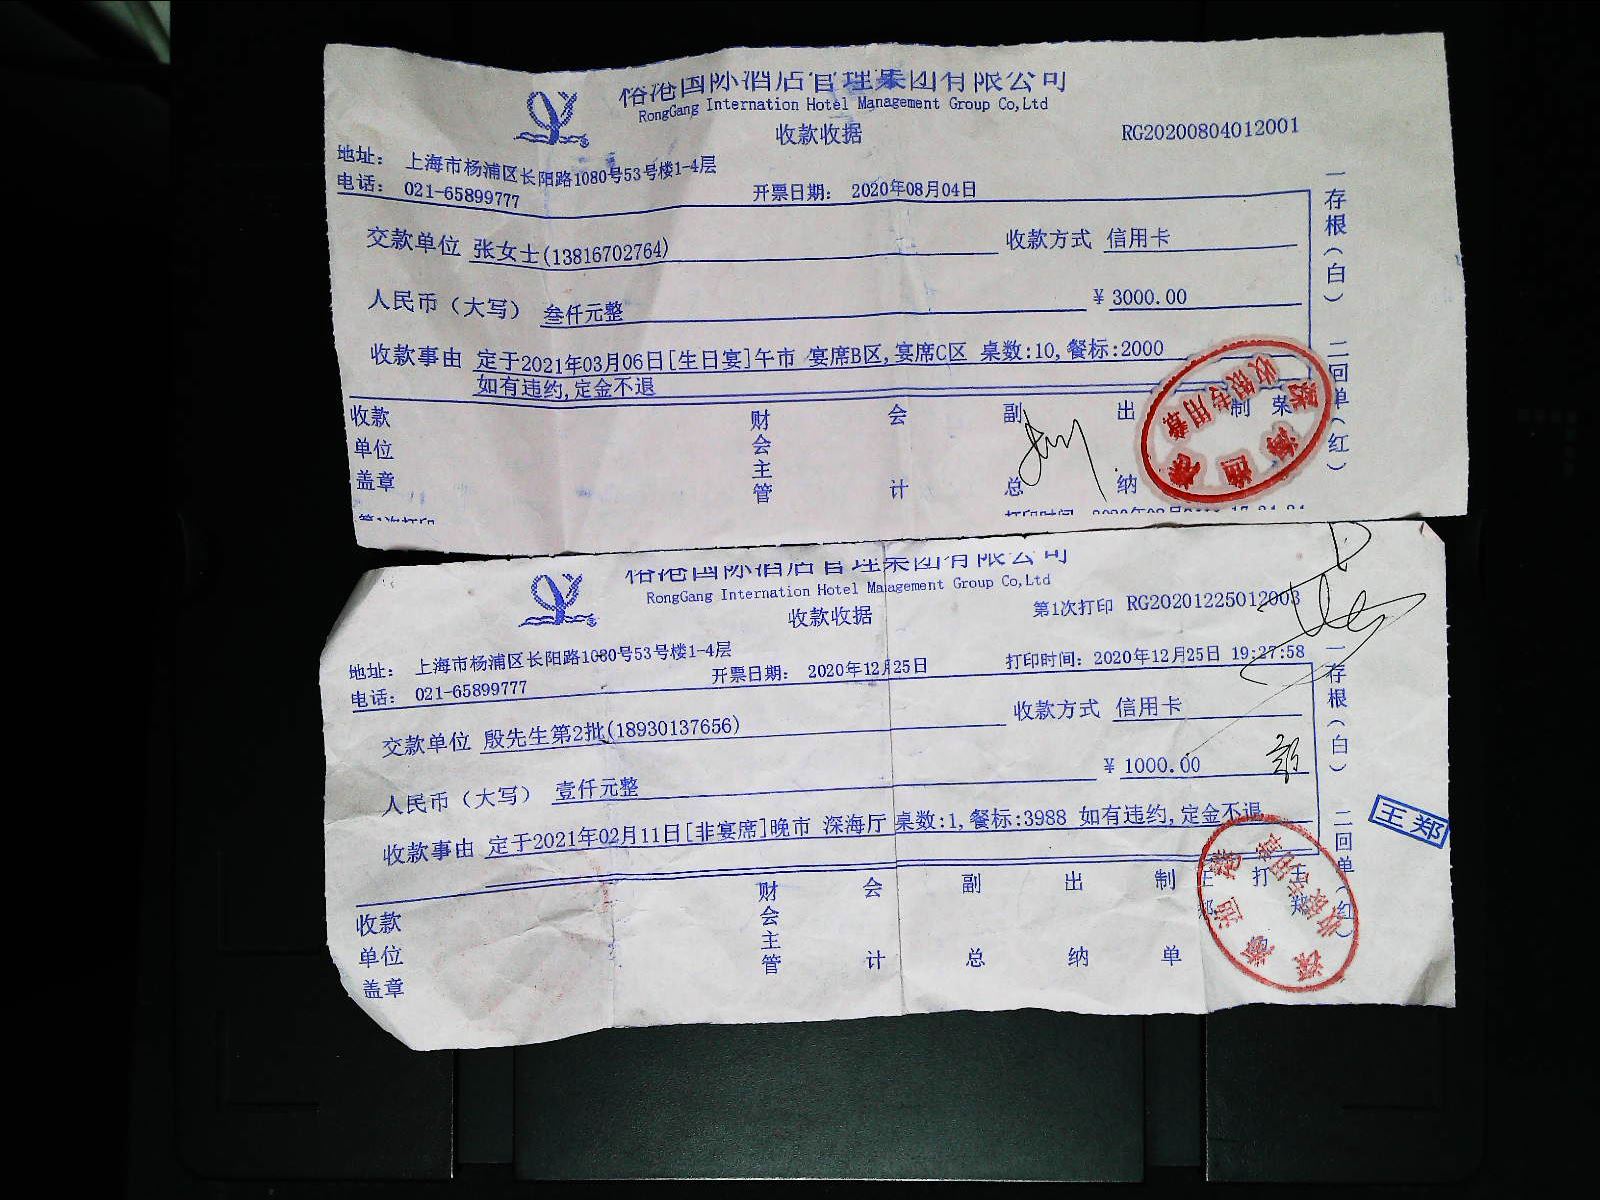 国际酒店管理集团有限公司
RongGang Internation Hotel Management Group Co,Ltd
收款收据
RG20200804012001
地址： 上海市杨浦区长阳路1080号53号楼1-4层
电话： 021-65899777
开票日期： 2020年08月04日
交款单位 张女士(13816702764)
收款方式 信用卡
人民币（大写） 叁仟元整
¥ 3000.00
收款事由 定于2021年03月06日[生日宴]午市 宴席B区,宴席C区 桌数:10,餐标:2000
如有违约,定金不退
收款单位盖章
财会主管
会计
副总
出纳
制
一存根（白） 二回单（红）
收银专用章
第1次打印
国际酒店管理集团有限公司
RongGang Internation Hotel Management Group Co,Ltd
收款收据
第1次打印 RG20201225012003
地址： 上海市杨浦区长阳路1080号53号楼1-4层
电话： 021-65899777
开票日期： 2020年12月25日
打印时间：2020年12月25日 19:27:58
交款单位 殷先生第2批(18930137656)
收款方式 信用卡
人民币（大写） 壹仟元整
¥ 1000.00
收款事由 定于2021年02月11日[非宴席]晚市 深海厅 桌数:1,餐标:3988 如有违约,定金不退
收款单位盖章
财会主管
会计
副总
出纳
制单
王郑
打
一存根（白） 二回单（红）
王郑